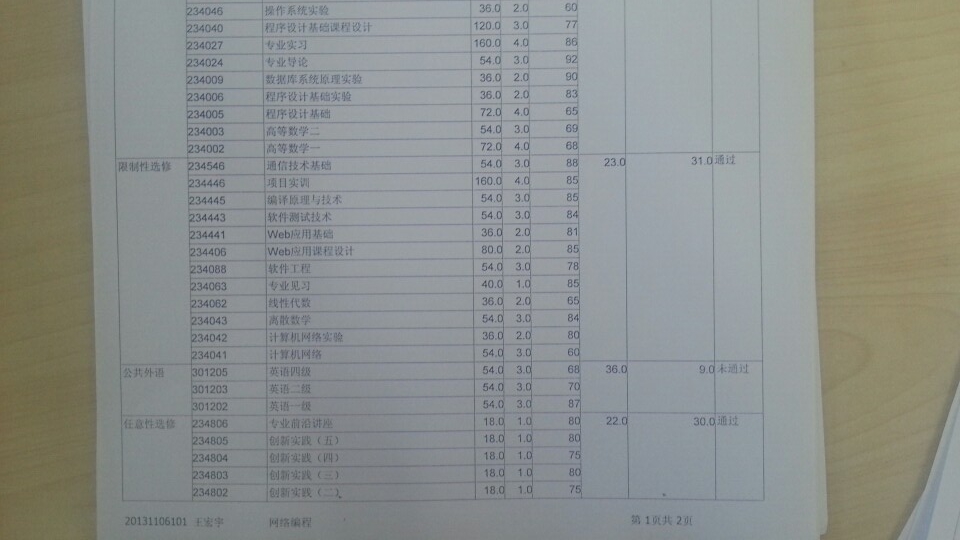 234046 操作系统实验 36.0 2.0 60
234040 程序设计基础课程设计 120.0 3.0 77
234027 专业实习 160.0 4.0 86
234024 专业导论 54.0 3.0 92
234009 数据库系统原理实验 36.0 2.0 90
234006 程序设计基础实验 36.0 2.0 83
234005 程序设计基础 72.0 4.0 65
234003 高等数学二 54.0 3.0 69
234002 高等数学一 72.0 4.0 68
限制性选修 234546 通信技术基础 54.0 3.0 88 23.0 31.0 通过
234446 项目实训 160.0 4.0 85
234445 编译原理与技术 54.0 3.0 85
234443 软件测试技术 54.0 3.0 84
234441 Web应用基础 36.0 2.0 81
234406 Web应用课程设计 80.0 2.0 85
234088 软件工程 54.0 3.0 78
234063 专业见习 40.0 1.0 85
234062 线性代数 36.0 2.0 65
234043 离散数学 54.0 3.0 84
234042 计算机网络实验 36.0 2.0 80
234041 计算机网络 54.0 3.0 60
公共外语 301205 英语四级 54.0 3.0 68 36.0 9.0 未通过
301203 英语二级 54.0 3.0 70
301202 英语一级 54.0 3.0 87
任意性选修 234806 专业前沿讲座 18.0 1.0 80 22.0 30.0 通过
234805 创新实践（五） 18.0 1.0 80
234804 创新实践（四） 18.0 1.0 75
234803 创新实践（三） 18.0 1.0 80
234802 创新实践（二） 18.0 1.0 75
20131106101 王宏宇 网络编程 第 1页共 2页